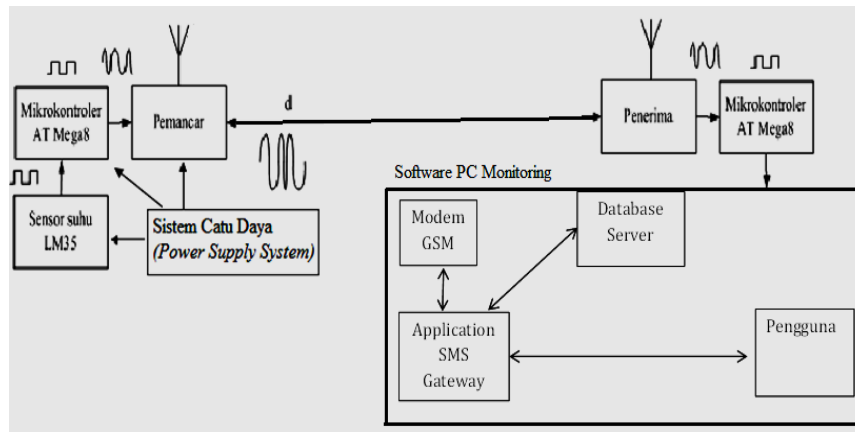 Mikrokontroler
AT Mega8
Pemancar
d
Penerima
Mikrokontroler
AT Mega8
Sensor suhu
LM35
Sistem Catu Daya
(Power Supply System)
Software PC Monitoring
Modem
GSM
Database
Server
Application
SMS
Gateway
Pengguna